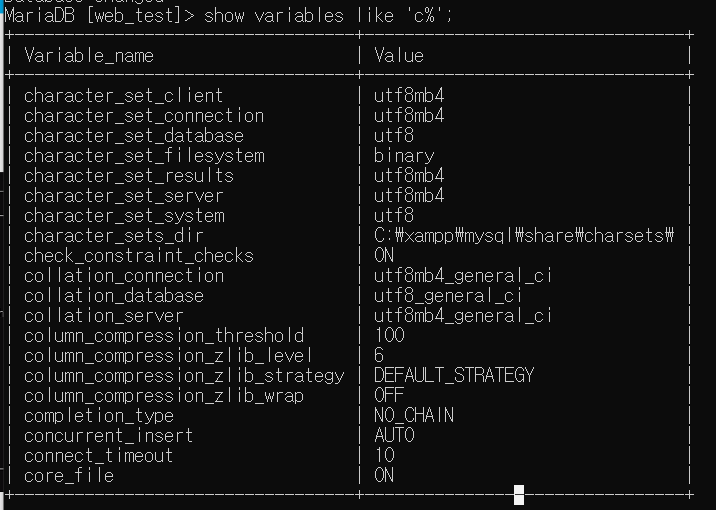 Database changed
MariaDB [web_test]> show variables like 'c%';
+---------------------------------+--------------------------------+
| Variable_name                   | Value                          |
+---------------------------------+--------------------------------+
| character_set_client            | utf8mb4                        |
| character_set_connection        | utf8mb4                        |
| character_set_database          | utf8                           |
| character_set_filesystem        | binary                         |
| character_set_results           | utf8mb4                        |
| character_set_server            | utf8mb4                        |
| character_set_system            | utf8                           |
| character_sets_dir              | C:₩xampp₩mysql₩share₩charsets₩ |
| check_constraint_checks         | ON                             |
| collation_connection            | utf8mb4_general_ci             |
| collation_database              | utf8_general_ci                |
| collation_server                | utf8mb4_general_ci             |
| column_compression_threshold    | 100                            |
| column_compression_zlib_level   | 6                              |
| column_compression_zlib_strategy | DEFAULT_STRATEGY               |
| column_compression_zlib_wrap    | OFF                            |
| completion_type                 | NO_CHAIN                       |
| concurrent_insert               | AUTO                           |
| connect_timeout                 | 10                             |
| core_file                       | ON                             |
+---------------------------------+--------------------------------+